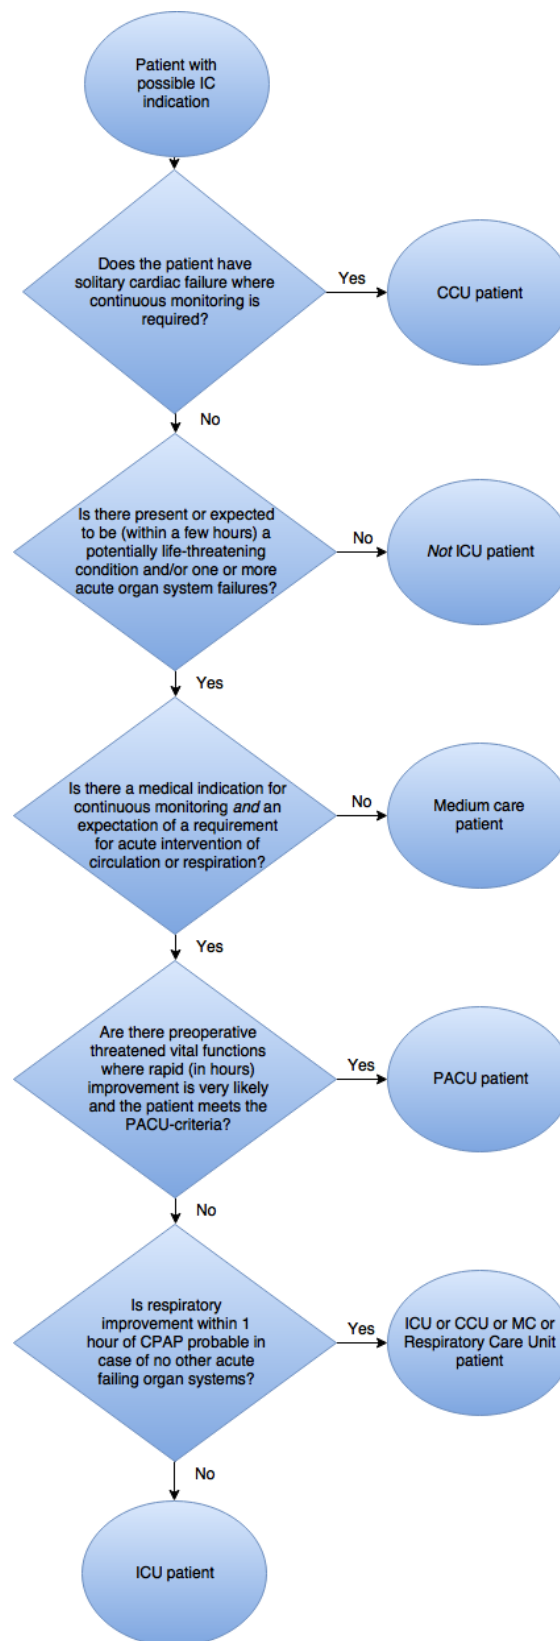 Patient with
possible IC
indication
Does the patient have
solitary cardiac failure where
continuous monitoring is
required?
Yes
CCU patient
No
Is there present or expected
to be (within a few hours) a
potentially life-threatening
condition and/or one or more
acute organ system failures?
No
Not ICU patient
Yes
Is there a medical indication for
continuous monitoring and an
expectation of a requirement
for acute intervention of
circulation or respiration?
No
Medium care
patient
Yes
Are there preoperative
threatened vital functions
where rapid (in hours)
improvement is very likely
and the patient meets the
PACU-criteria?
Yes
PACU patient
No
Is respiratory
improvement within 1
hour of CPAP probable in
case of no other acute
failing organ systems?
Yes
ICU or CCU or MC or
Respiratory Care Unit
patient
No
ICU patient